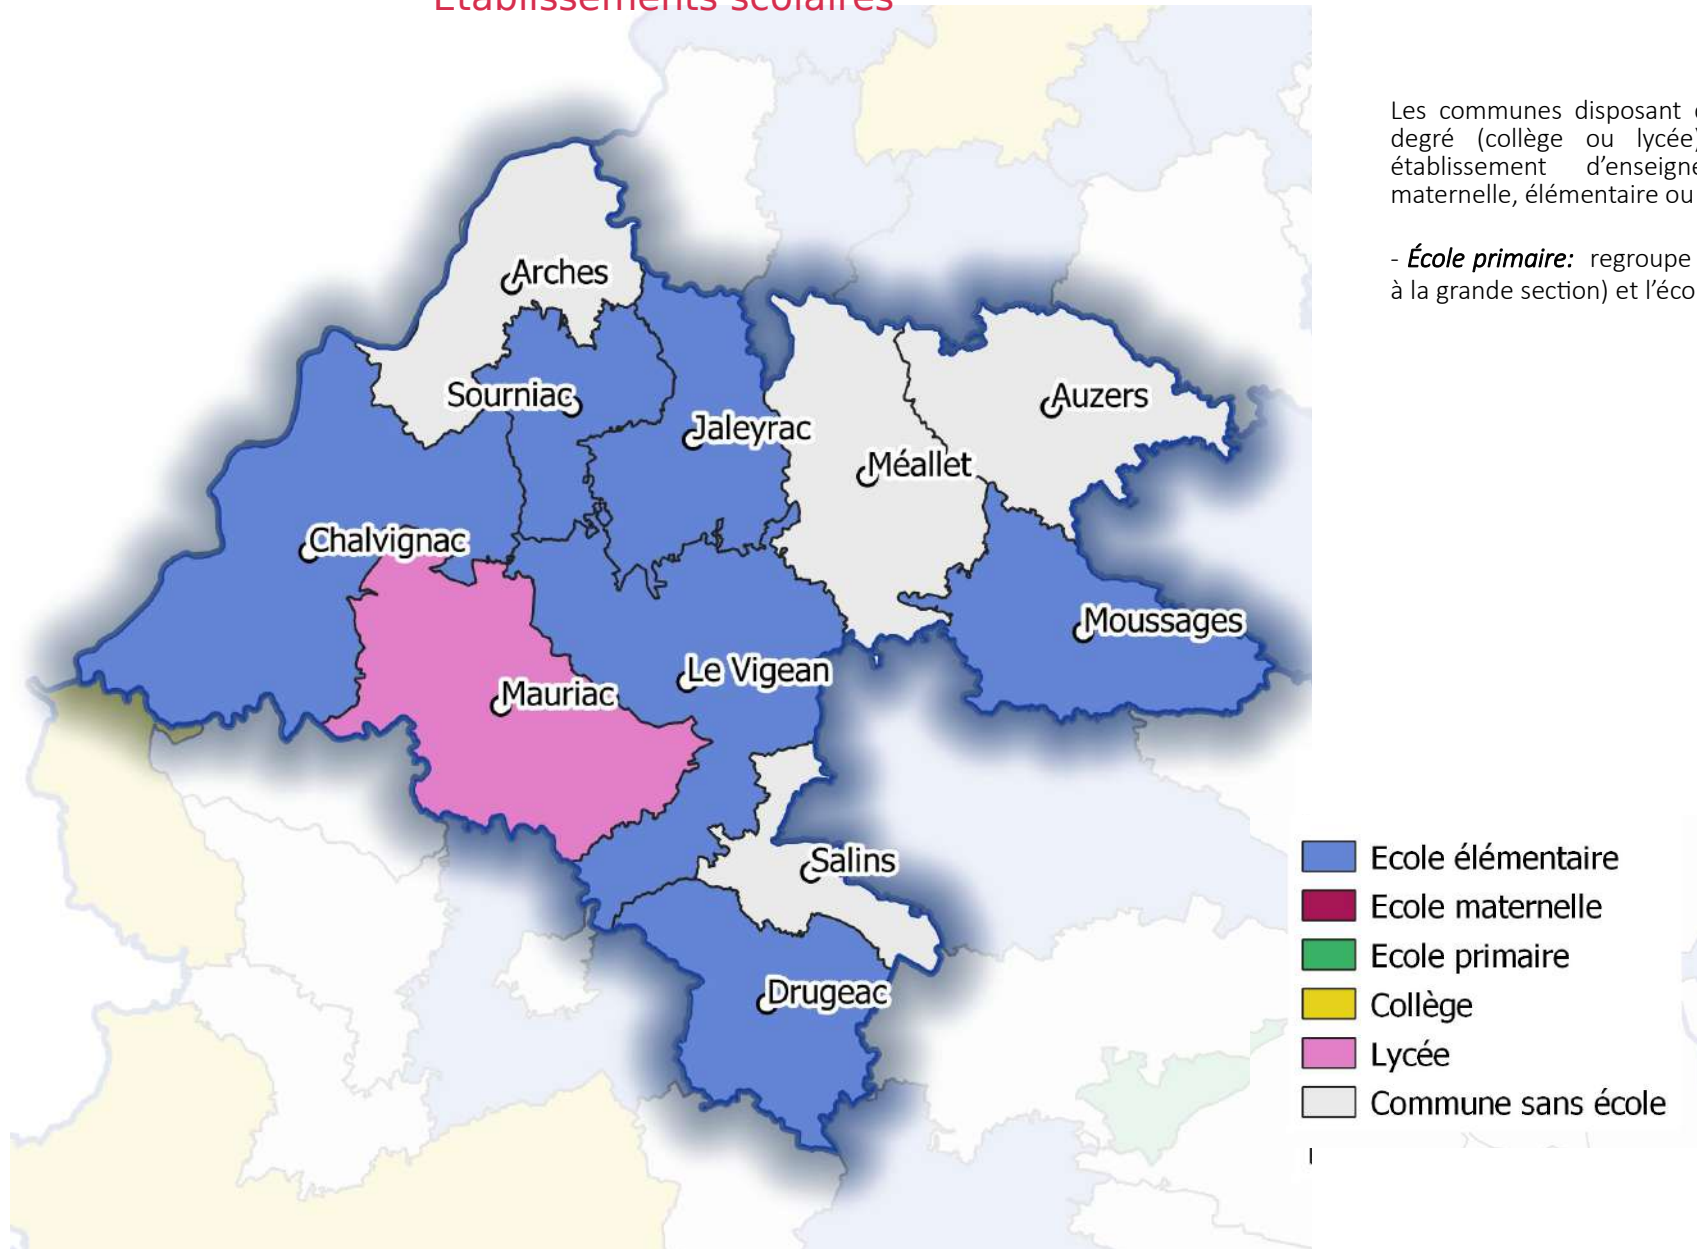 Etablissements scolaires
Les communes disposant
degré (collège ou lycée)
établissement d'enseigne
maternelle, élémentaire ou
- École primaire: regroupe
à la grande section) et l'éco
Arches
Sourniac
Jaleyrac
Auzers
Méallet
Chalvignac
Moussages
Le Vigean
Mauriac
Salins
Drugeac
Ecole élémentaire
Ecole maternelle
Ecole primaire
Collège
Lycée
Commune sans école